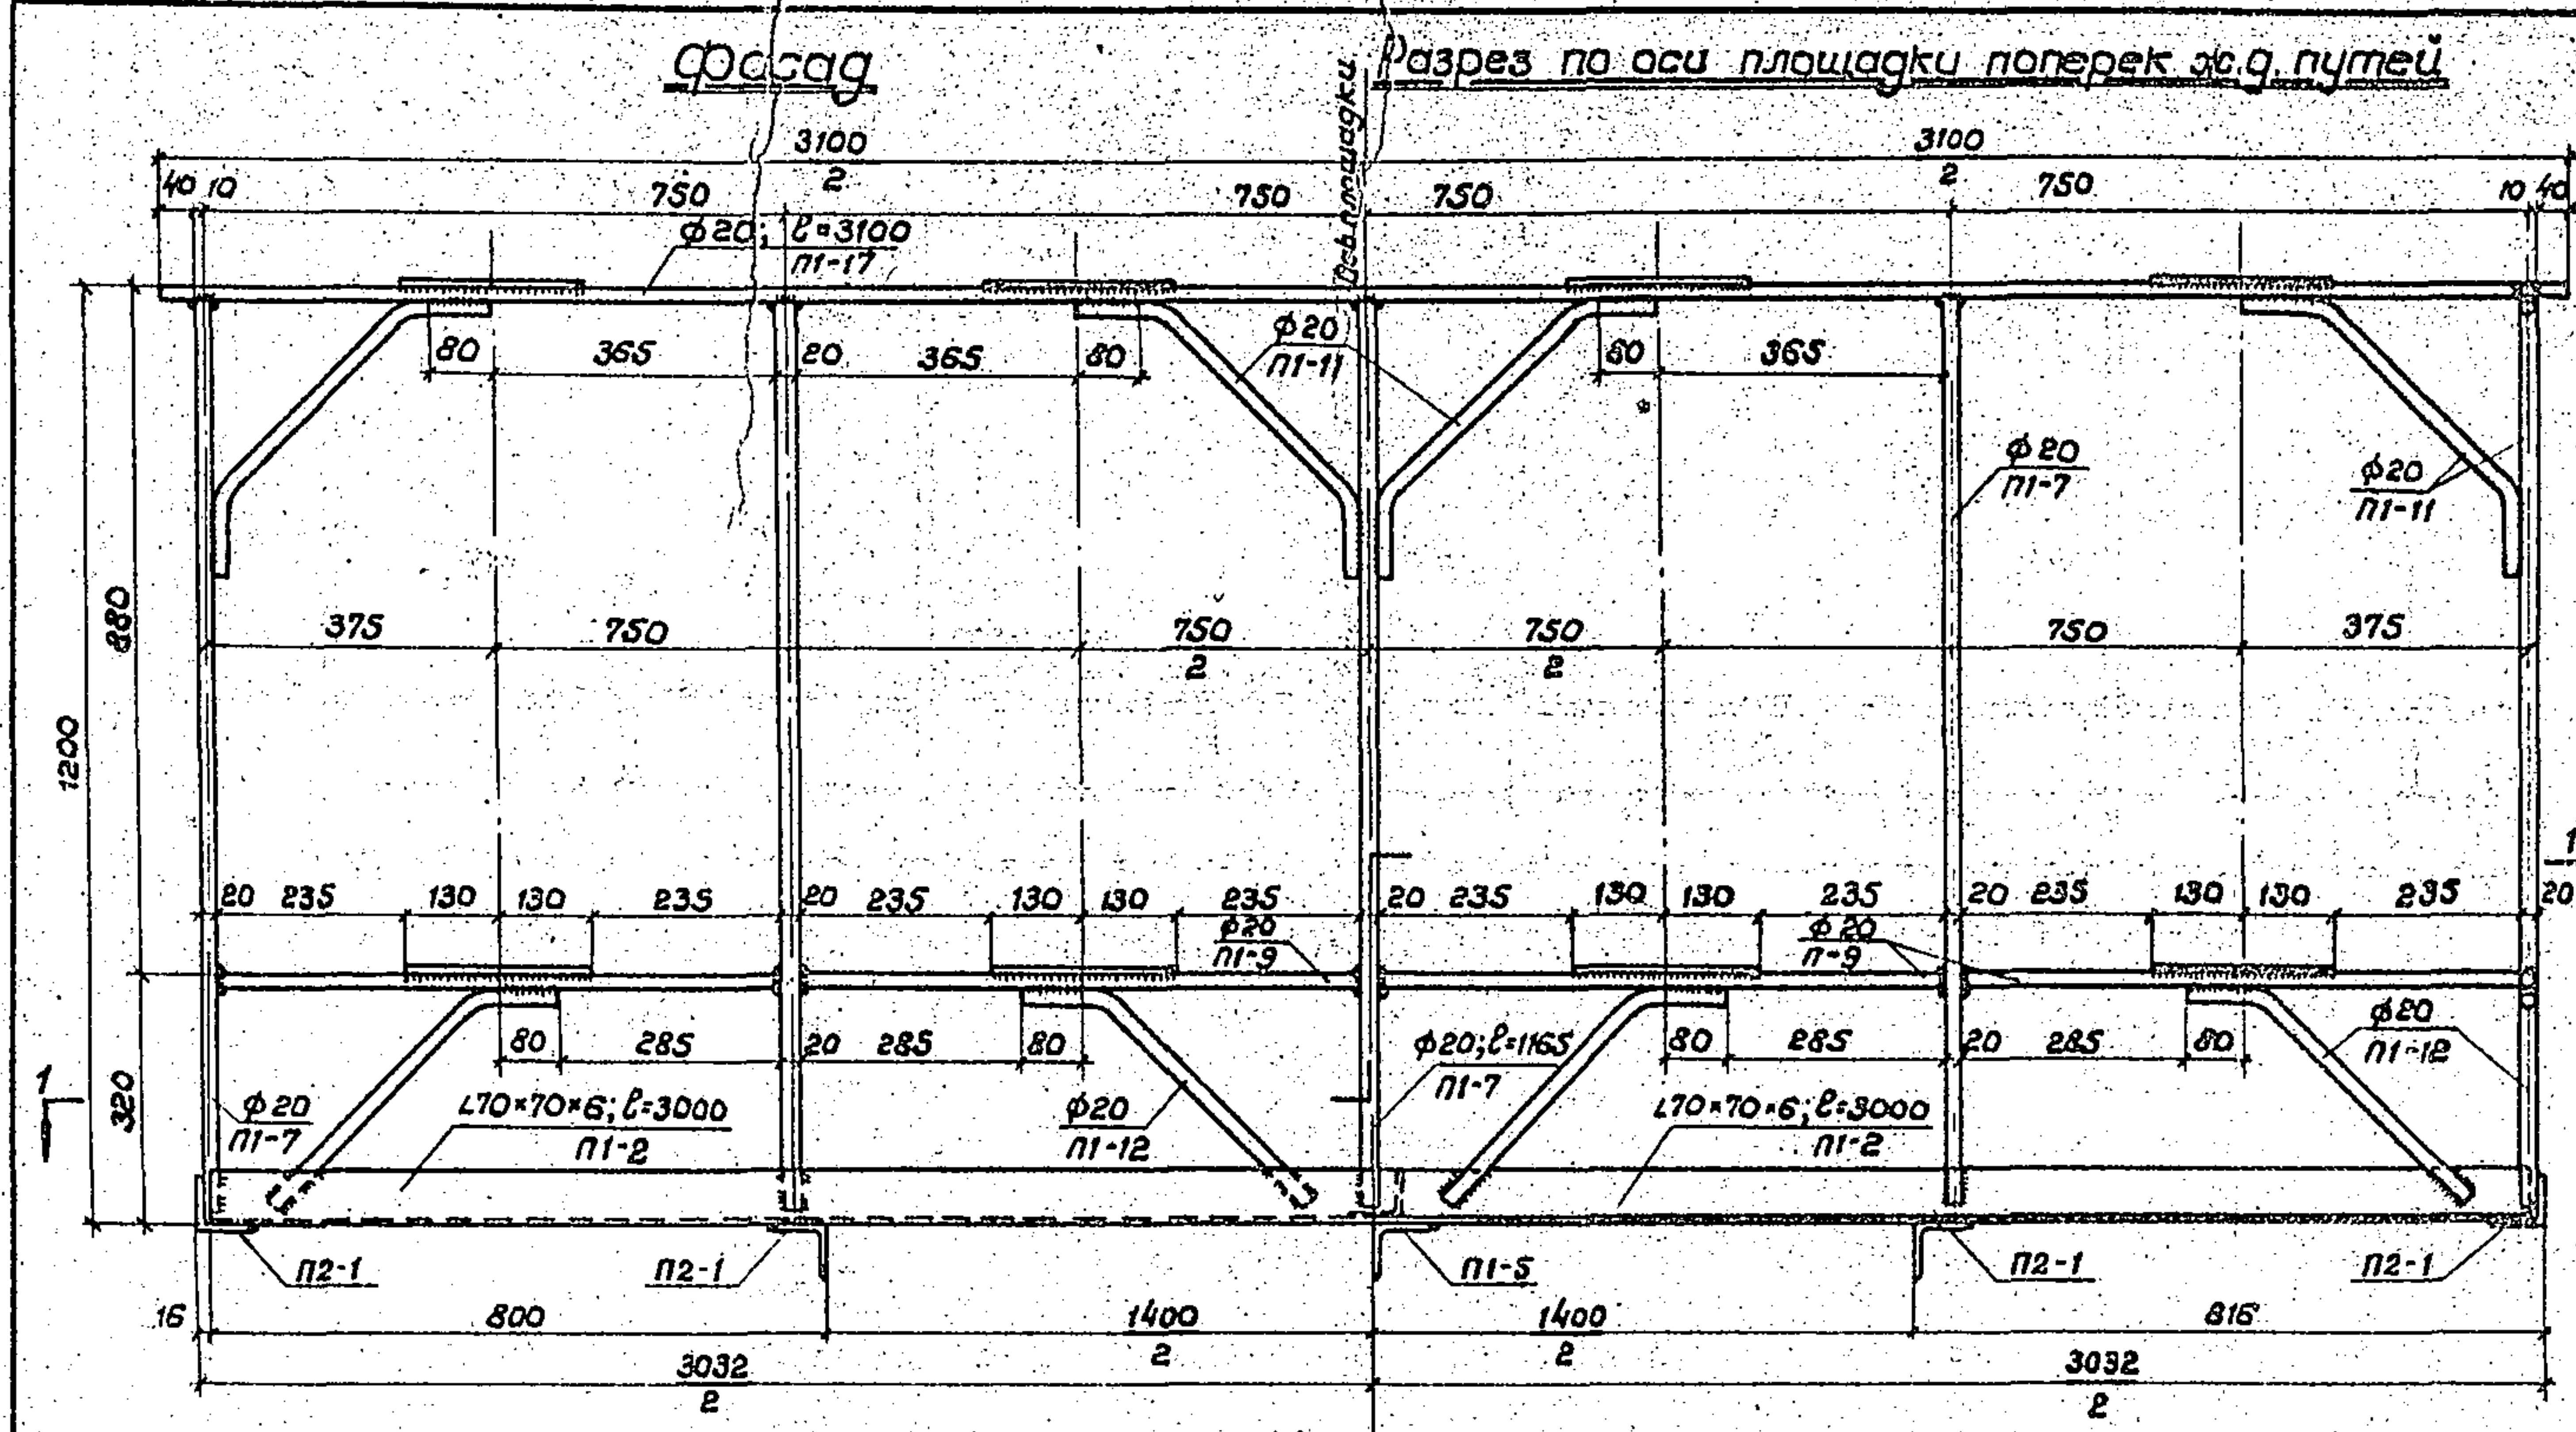 Фасад
Разрез по оси площадки поперек ж.д. путей
Ось площадки
3100
2
3100
2
40 10 750 750 750 750 10 40
ф20; ℓ=3100
П1-17
80 365 20 365 80 80 365
ф20
П1-11
ф20
П1-7
ф20
П1-11
880
1200
320
375 750 750
2
750
2
750 375
1
20 235 130 130 235 20 235 130 130 235 20 235 130 130 235 20 235 130 130 235 20
ф20
П1-9
ф20
П-9
80 285 20 285 80 80 285 20 285 80
ф20; ℓ=1165
П1-7
ф20
П1-12
1
ф20
П1-7
∟70×70×6; ℓ=3000
П1-2
ф20
П1-12
∟70×70×6; ℓ=3000
П1-2
П2-1 П2-1 П1-5 П2-1 П2-1
16 800 1400
2
1400
2
816
3032
2
3032
2